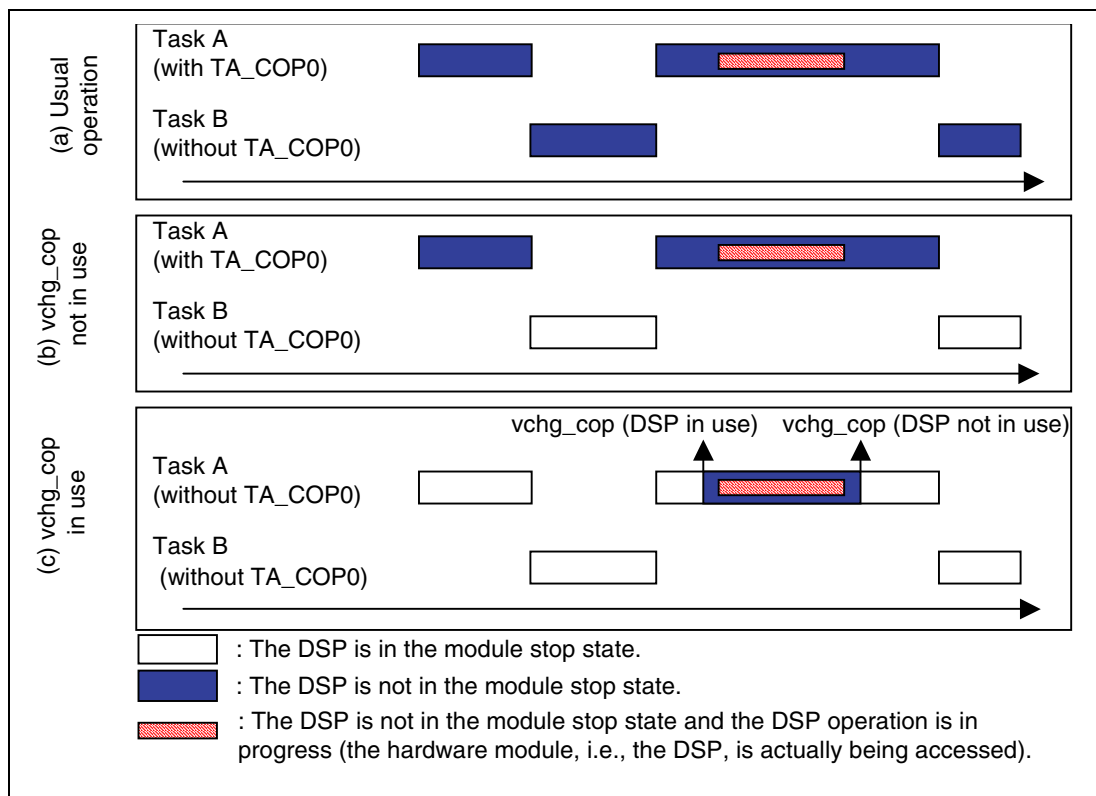 (a) Usual
operation
Task A
(with TA_COP0)
Task B
(without TA_COP0)
(b) vchg_cop
not in use
Task A
(with TA_COP0)
Task B
(without TA_COP0)
(c) vchg_cop
in use
vchg_cop (DSP in use)
vchg_cop (DSP not in use)
Task A
(without TA_COP0)
Task B
(without TA_COP0)
: The DSP is in the module stop state.
: The DSP is not in the module stop state.
: The DSP is not in the module stop state and the DSP operation is in
progress (the hardware module, i.e., the DSP, is actually being accessed).